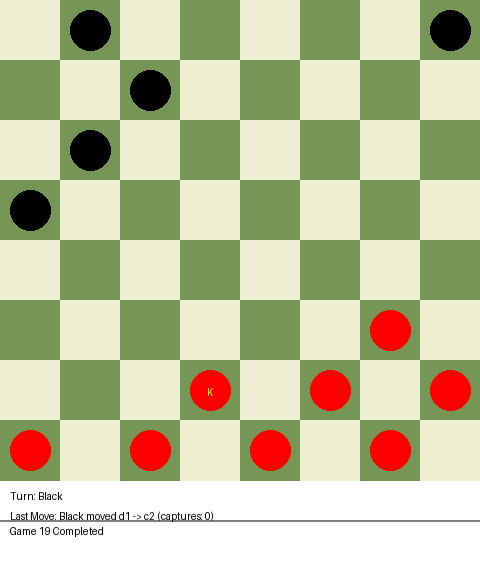 K
Turn: Black
Last Move: Black moved d1 -> c2 (captures: 0)
Game 19 Completed